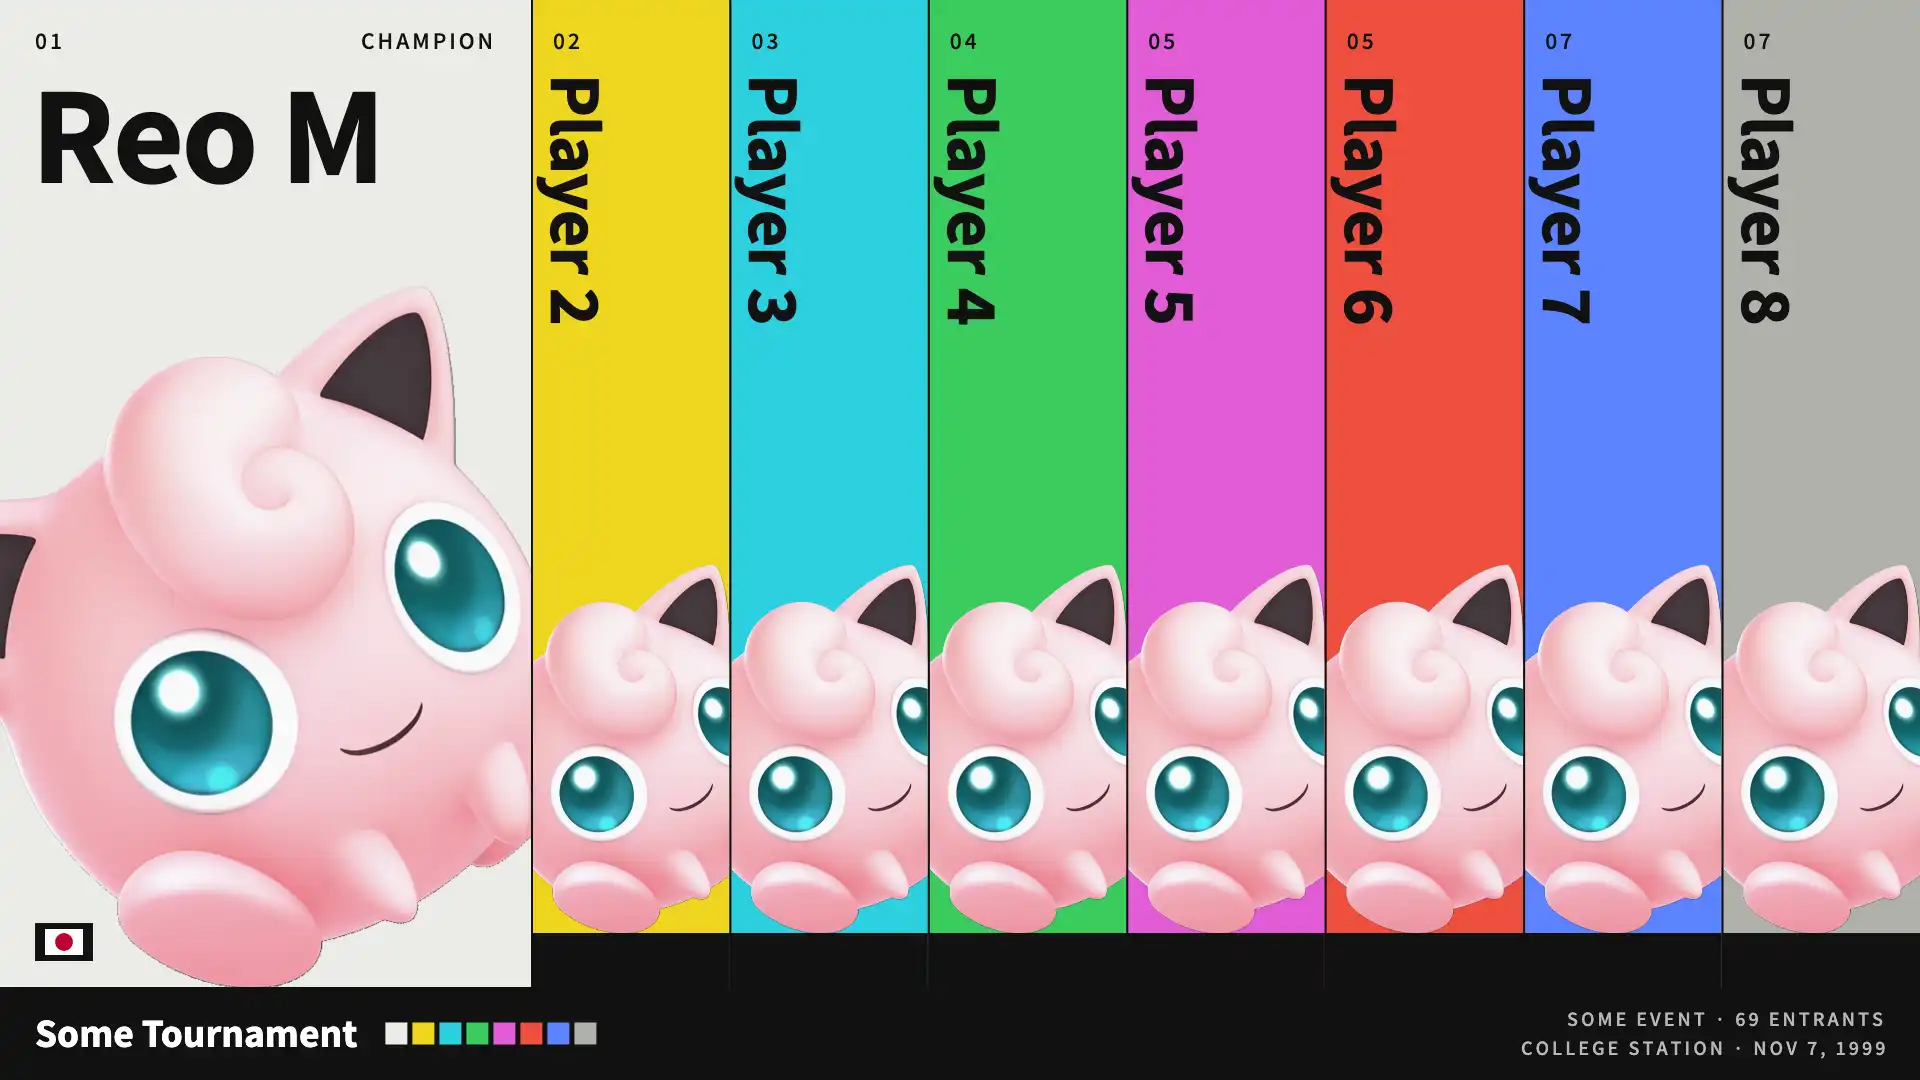 01
CHAMPION
Reo M
02
Player 2
03
Player 3
04
Player 4
05
Player 5
05
Player 6
07
Player 7
07
Player 8
Some Tournament
SOME EVENT · 69 ENTRANTS
COLLEGE STATION · NOV 7, 1999